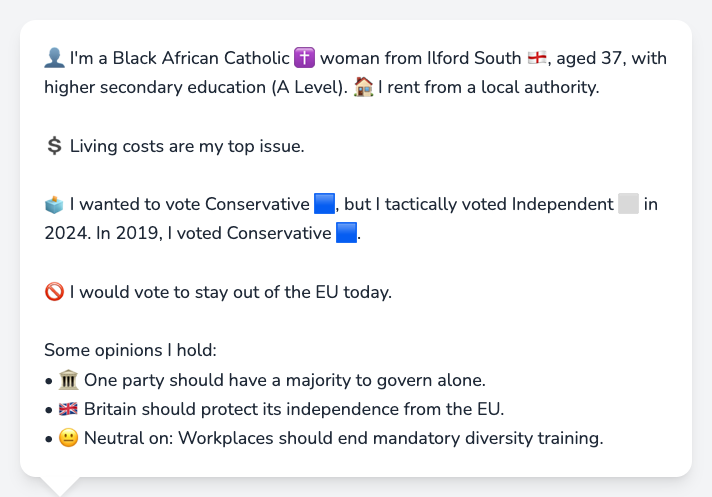 👤 I'm a Black African Catholic ✝️ woman from Ilford South 🏴󠁧󠁢󠁥󠁮󠁧󠁿, aged 37, with
higher secondary education (A Level). 🏠 I rent from a local authority.
💲 Living costs are my top issue.
🗳️ I wanted to vote Conservative 🟦, but I tactically voted Independent ⬜ in
2024. In 2019, I voted Conservative 🟦.
🚫 I would vote to stay out of the EU today.
Some opinions I hold:
• 🏛️ One party should have a majority to govern alone.
• 🇬🇧 Britain should protect its independence from the EU.
• 😐 Neutral on: Workplaces should end mandatory diversity training.